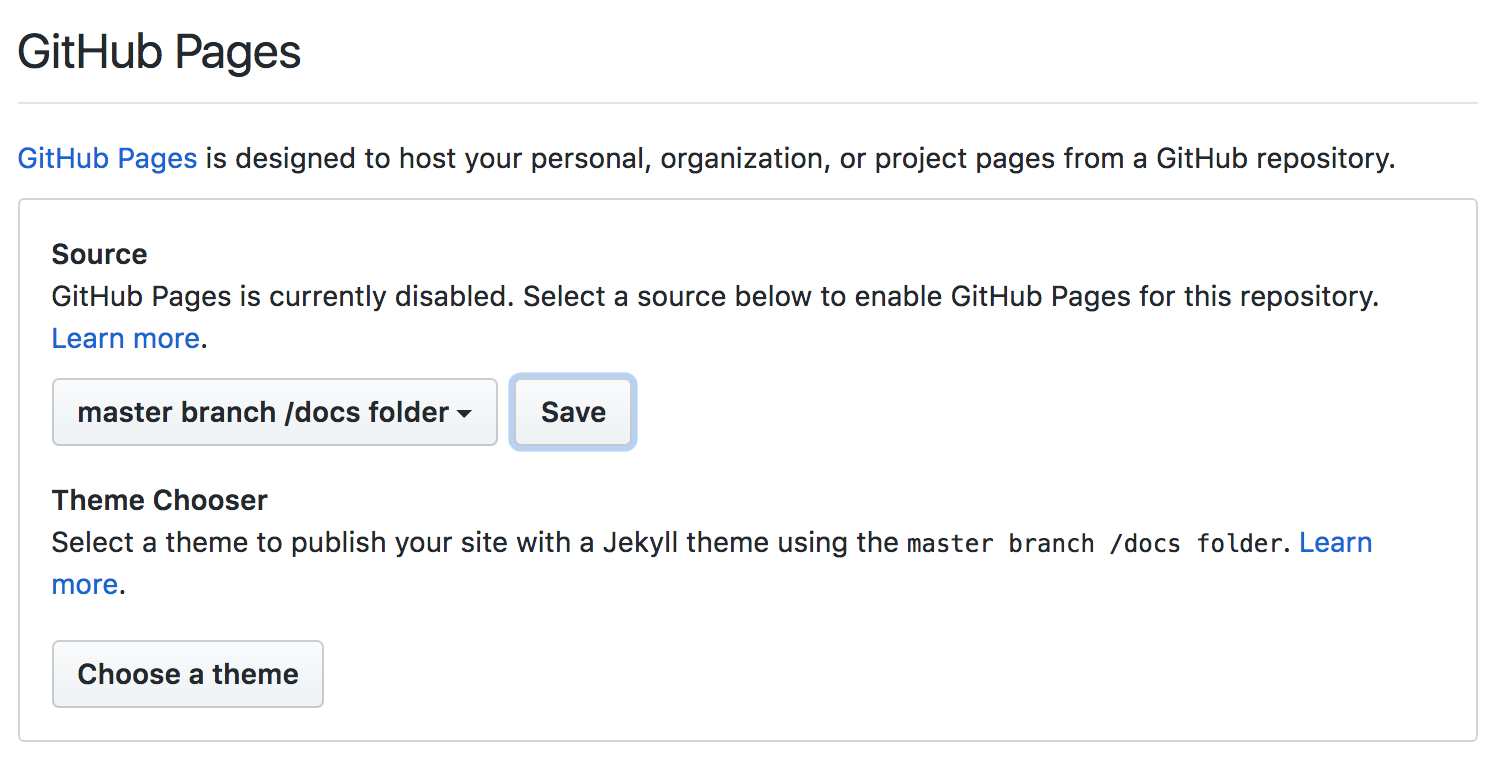 GitHub Pages
GitHub Pages is designed to host your personal, organization, or project pages from a GitHub repository.
Source
GitHub Pages is currently disabled. Select a source below to enable GitHub Pages for this repository.
Learn more.
master branch /docs folder
Save
Theme Chooser
Select a theme to publish your site with a Jekyll theme using the master branch /docs folder. Learn
more.
Choose a theme